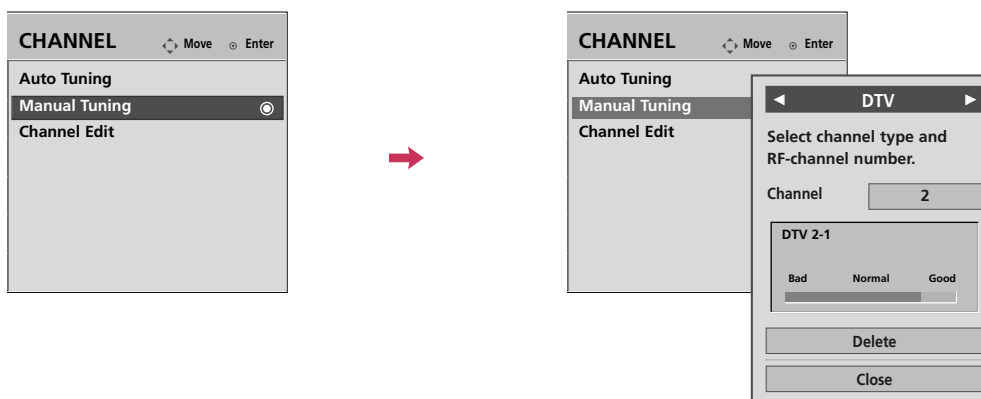 CHANNEL Move Enter
Auto Tuning
Manual Tuning
Channel Edit
CHANNEL Move Enter
Auto Tuning
Manual Tuning
Channel Edit
◄ DTV ►
Select channel type and
RF-channel number.
Channel 2
DTV 2-1
Bad Normal Good
Delete
Close